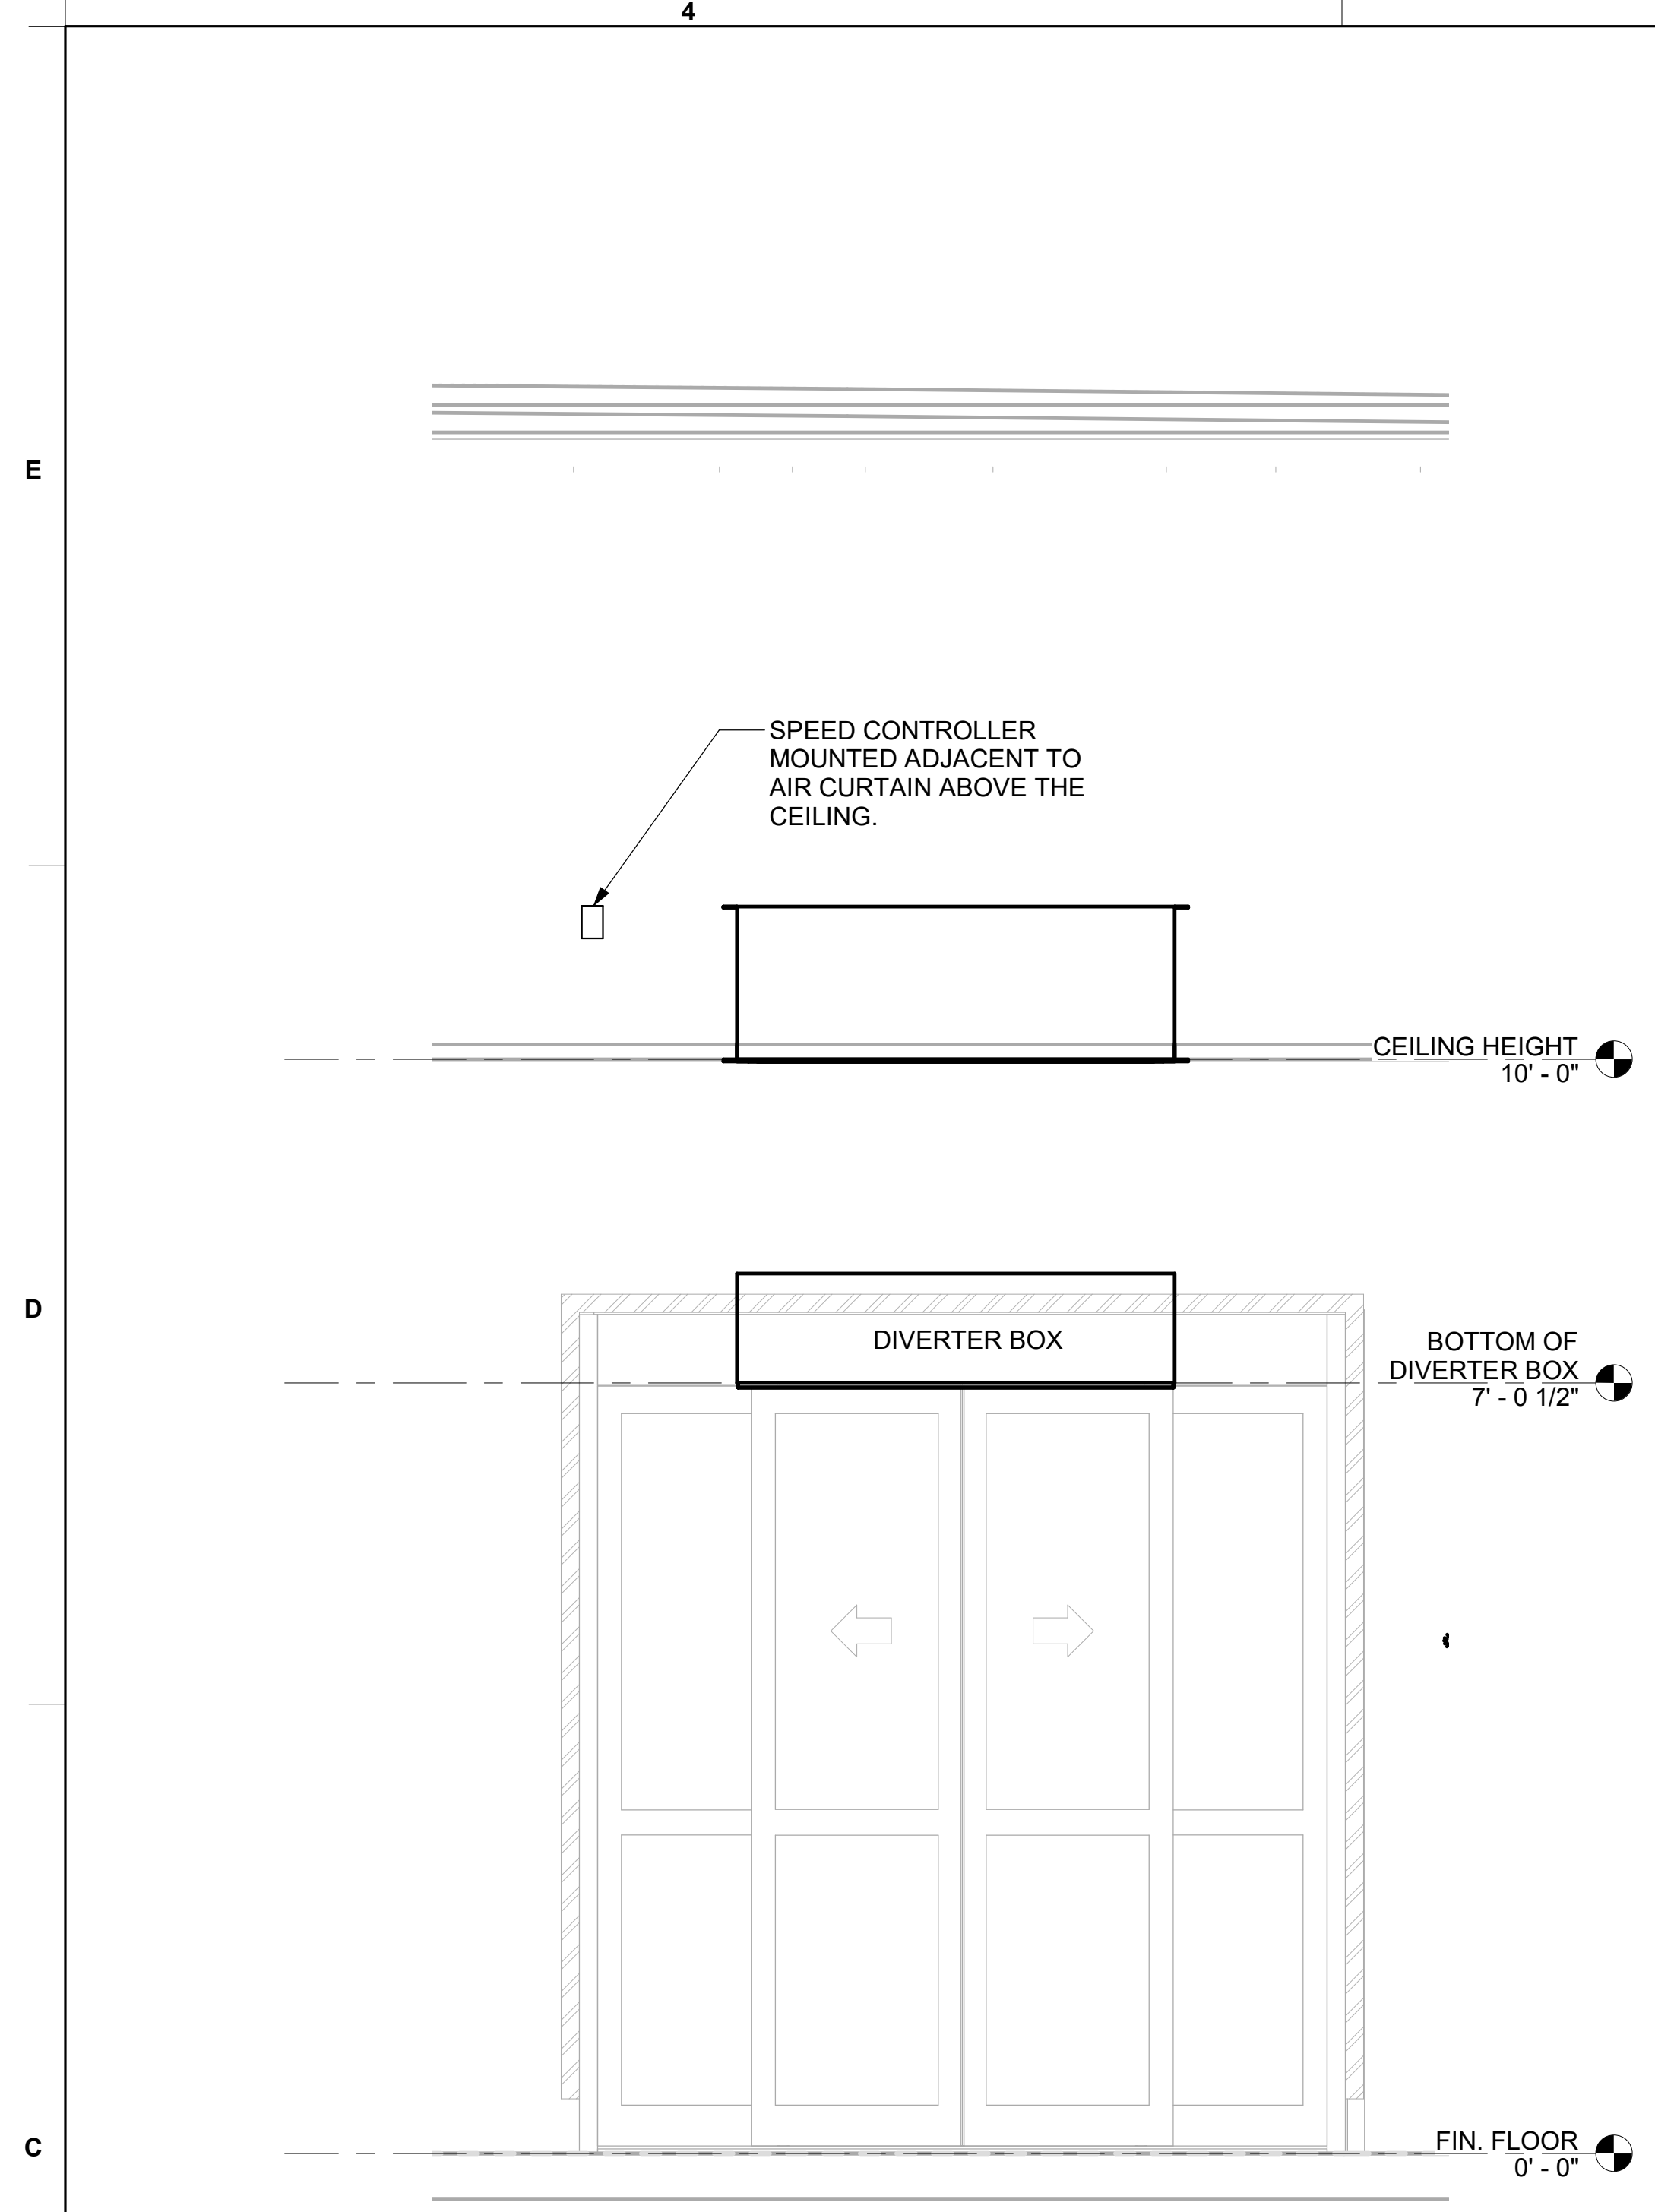 4
E
SPEED CONTROLLER
MOUNTED ADJACENT TO
AIR CURTAIN ABOVE THE
CEILING.
CEILING HEIGHT
10' - 0"
D
DIVERTER BOX
BOTTOM OF
DIVERTER BOX
7' - 0 1/2"
C
FIN. FLOOR
0' - 0"